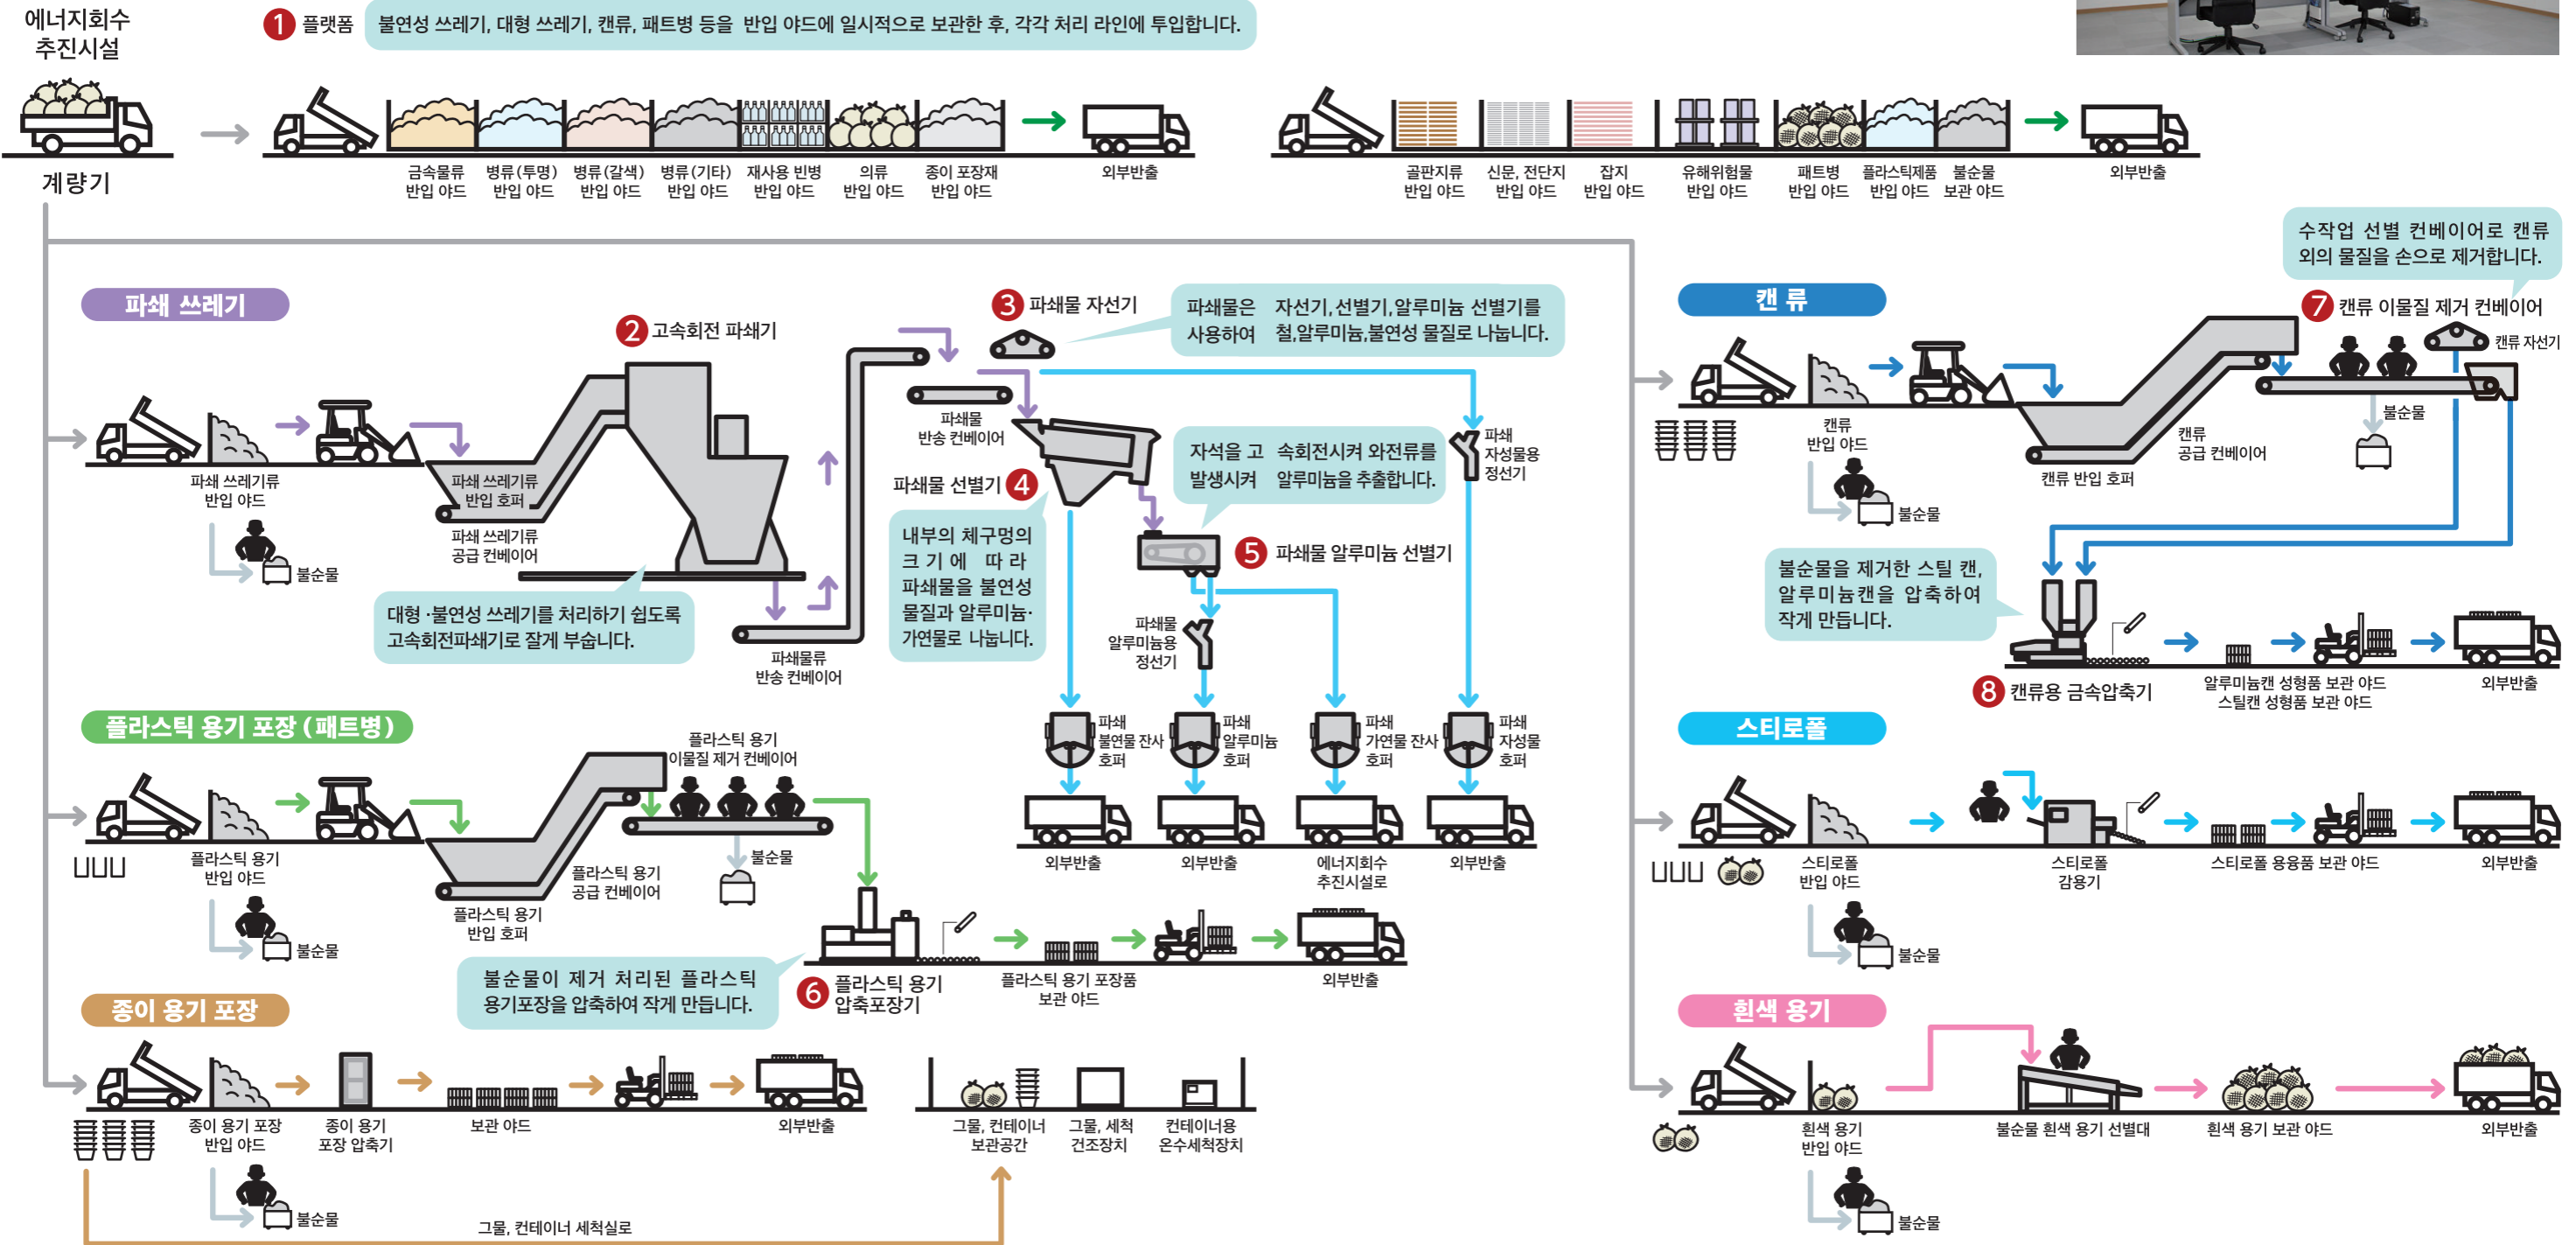 에너지회수
추진시설
계량기
1 플랫폼
불연성 쓰레기, 대형 쓰레기, 캔류, 패트병 등을 반입 야드에 일시적으로 보관한 후, 각각 처리 라인에 투입합니다.
금속물류
반입 야드
병류(투명)
반입 야드
병류(갈색)
반입 야드
병류(기타)
반입 야드
재사용 빈병
반입 야드
의류
반입 야드
종이 포장재
반입 야드
외부반출
골판지류
반입 야드
신문, 전단지
반입 야드
잡지
반입 야드
유해위험물
반입 야드
패트병
반입 야드
플라스틱제품
반입 야드
불순물
보관 야드
외부반출
파쇄 쓰레기
파쇄 쓰레기류
반입 야드
불순물
파쇄 쓰레기류
반입 호퍼
파쇄 쓰레기류
공급 컨베이어
2 고속회전 파쇄기
대형·불연성 쓰레기를 처리하기 쉽도록
고속회전파쇄기로 잘게 부숩니다.
파쇄물류
반송 컨베이어
3 파쇄물 자선기
파쇄물은 자선기,선별기,알루미늄 선별기를
사용하여 철,알루미늄,불연성 물질로 나눕니다.
파쇄물
반송 컨베이어
파쇄물 선별기 4
내부의 체구멍의
크기에 따라
파쇄물을 불연성
물질과 알루미늄·
가연물로 나눕니다.
자석을 고 속회전시켜 와전류를
발생시켜 알루미늄을 추출합니다.
5 파쇄물 알루미늄 선별기
파쇄
자성물용
정선기
파쇄물
알루미늄용
정선기
파쇄
불연물 잔사
호퍼
파쇄
알루미늄
호퍼
파쇄
가연물 잔사
호퍼
파쇄
자성물
호퍼
외부반출
외부반출
에너지회수
추진시설로
외부반출
플라스틱 용기 포장 (패트병)
플라스틱 용기
반입 야드
불순물
플라스틱 용기
반입 호퍼
플라스틱 용기
공급 컨베이어
플라스틱 용기
이물질 제거 컨베이어
불순물
불순물이 제거 처리된 플라스틱
용기포장을 압축하여 작게 만듭니다.
6 플라스틱 용기
압축포장기
플라스틱 용기 포장품
보관 야드
외부반출
종이 용기 포장
종이 용기 포장
반입 야드
불순물
종이 용기
포장 압축기
보관 야드
외부반출
그물, 컨테이너
보관공간
그물, 세척
건조장치
컨테이너용
온수세척장치
그물, 컨테이너 세척실로
캔 류
캔류
반입 야드
불순물
캔류 반입 호퍼
캔류
공급 컨베이어
수작업 선별 컨베이어로 캔류
외의 물질을 손으로 제거합니다.
7 캔류 이물질 제거 컨베이어
캔류 자선기
불순물
불순물을 제거한 스틸 캔,
알루미늄캔을 압축하여
작게 만듭니다.
8 캔류용 금속압축기
알루미늄캔 성형품 보관 야드
스틸캔 성형품 보관 야드
외부반출
스티로폴
스티로폴
반입 야드
불순물
스티로폴
감용기
스티로폴 용융품 보관 야드
외부반출
흰색 용기
흰색 용기
반입 야드
불순물
불순물 흰색 용기 선별대
흰색 용기 보관 야드
외부반출